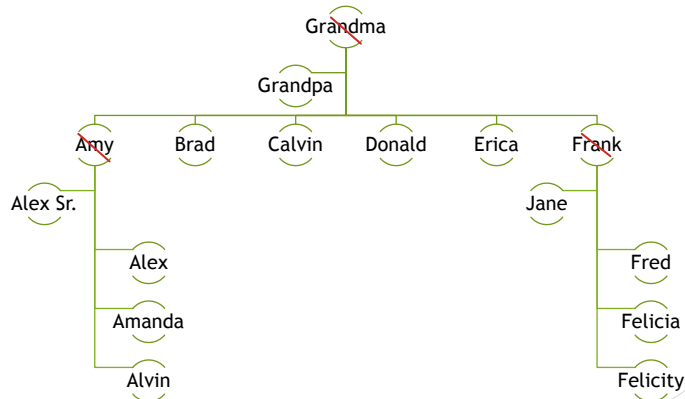 Grandma
Grandpa
Amy
Brad
Calvin
Donald
Erica
Frank
Alex Sr.
Jane
Alex
Fred
Amanda
Felicia
Alvin
Felicity